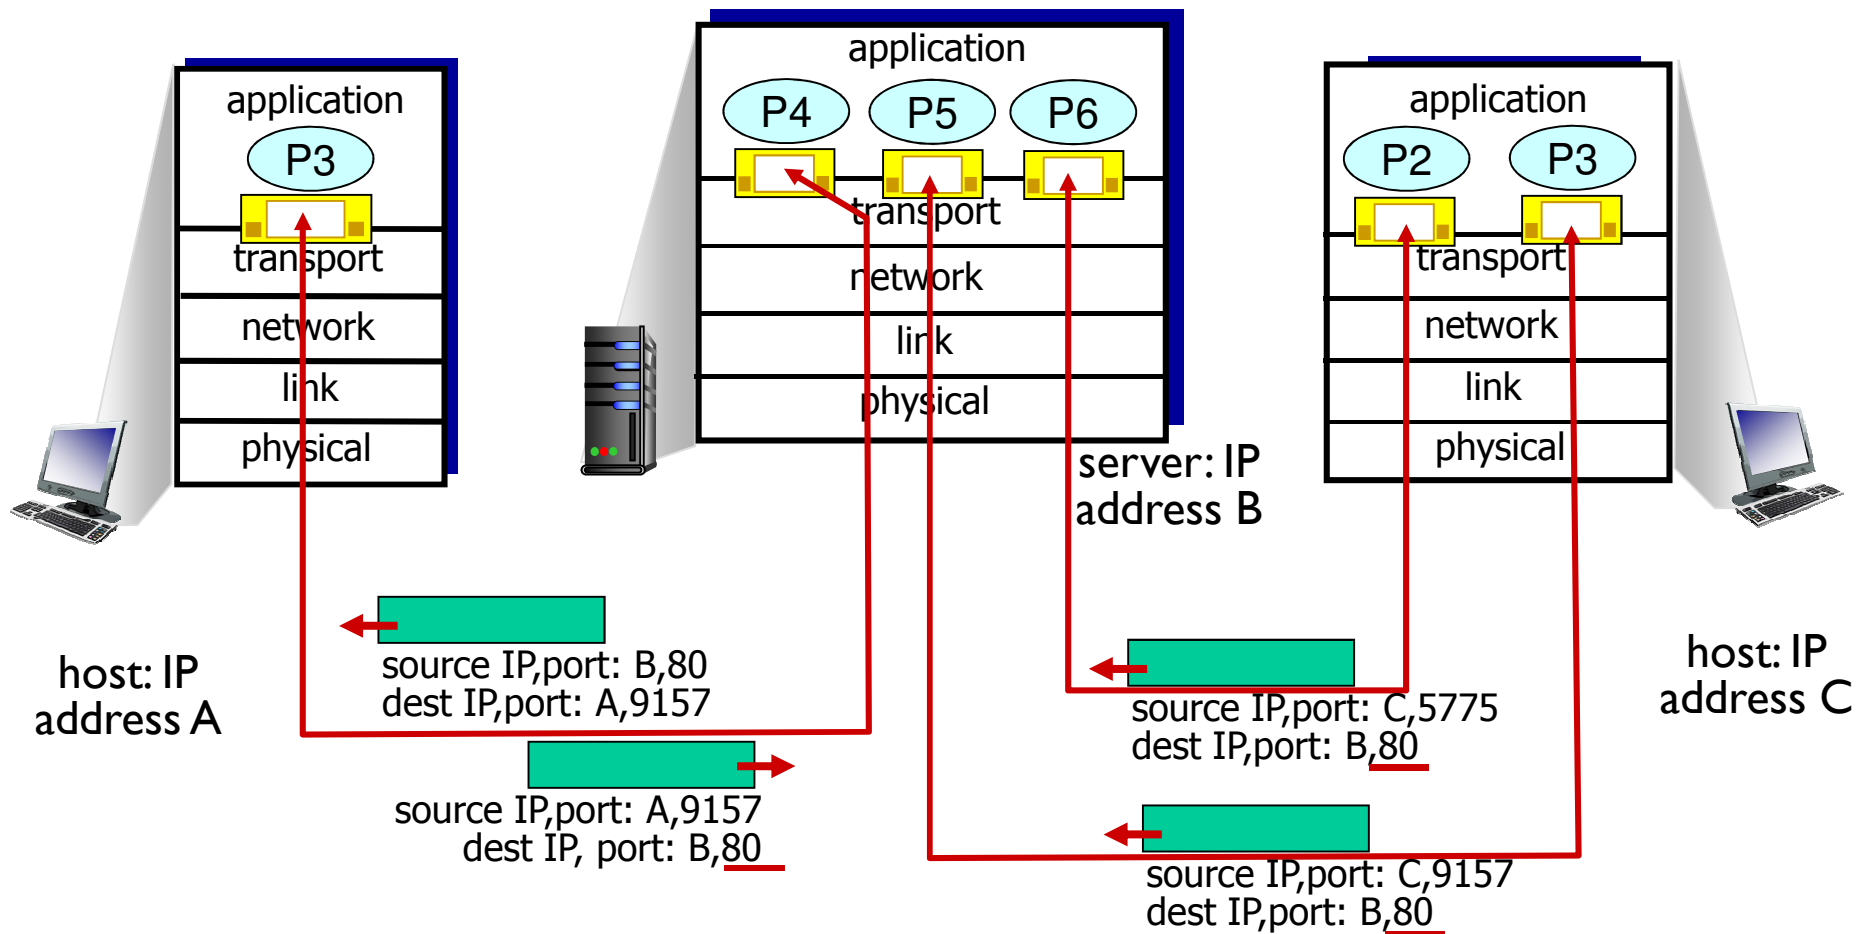 application
P3
transport
network
link
physical
host: IP
address A
application
P4 P5 P6
transport
network
link
physical
server: IP
address B
application
P2 P3
transport
network
link
physical
host: IP
address C
source IP,port: B,80
dest IP,port: A,9157
source IP,port: A,9157
dest IP, port: B,80
source IP,port: C,5775
dest IP,port: B,80
source IP,port: C,9157
dest IP,port: B,80